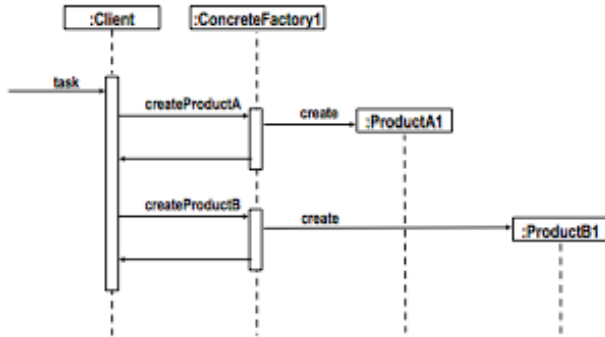 :Client
:ConcreteFactory1
task
createProductA
create
:ProductA1
createProductB
create
:ProductB1